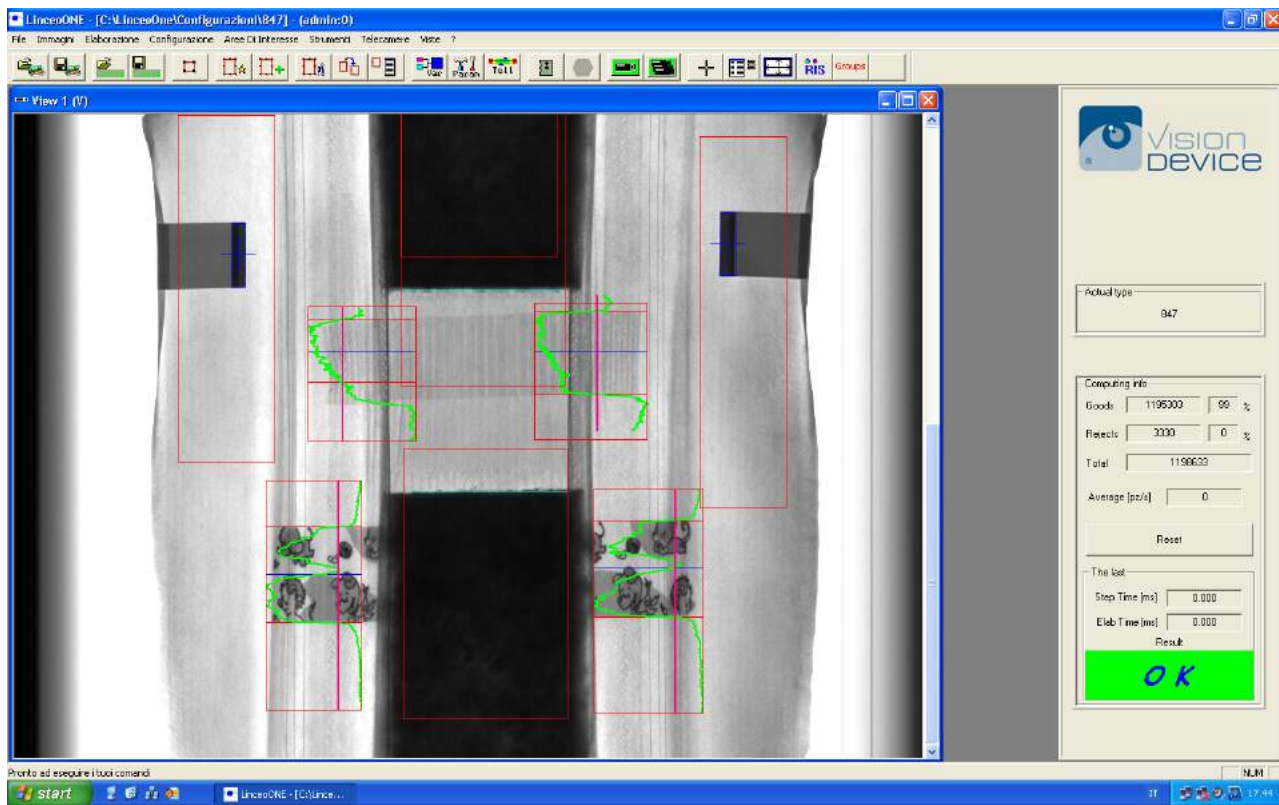 LinceoONE - [C:\LinceoOne\Configurazioni\847] - (admin:0)
File Immagini Elaborazione Configurazione Aree Di Interesse Strumenti Telecamere Viste ?
Var Param Toll RIS Groups
View 1 (V)
VISION
DEVICE
Actual type
847
Computing info
Goods 1195303 99 %
Rejects 3330 0 %
Total 1198633
Average [pz/s] 0
Reset
The last
Step Time [ms] 0.000
Elab Time [ms] 0.000
Result
OK
Pronto ad eseguire i tuoi comandi
NUM
start
LinceoONE - [C:\Lince...
IT
17.44